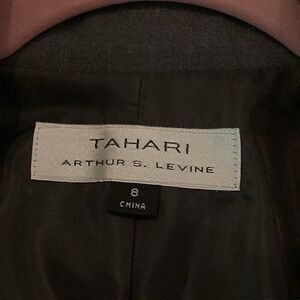 TAHARI
ARTHUR S. LEVINE
8
CHINA